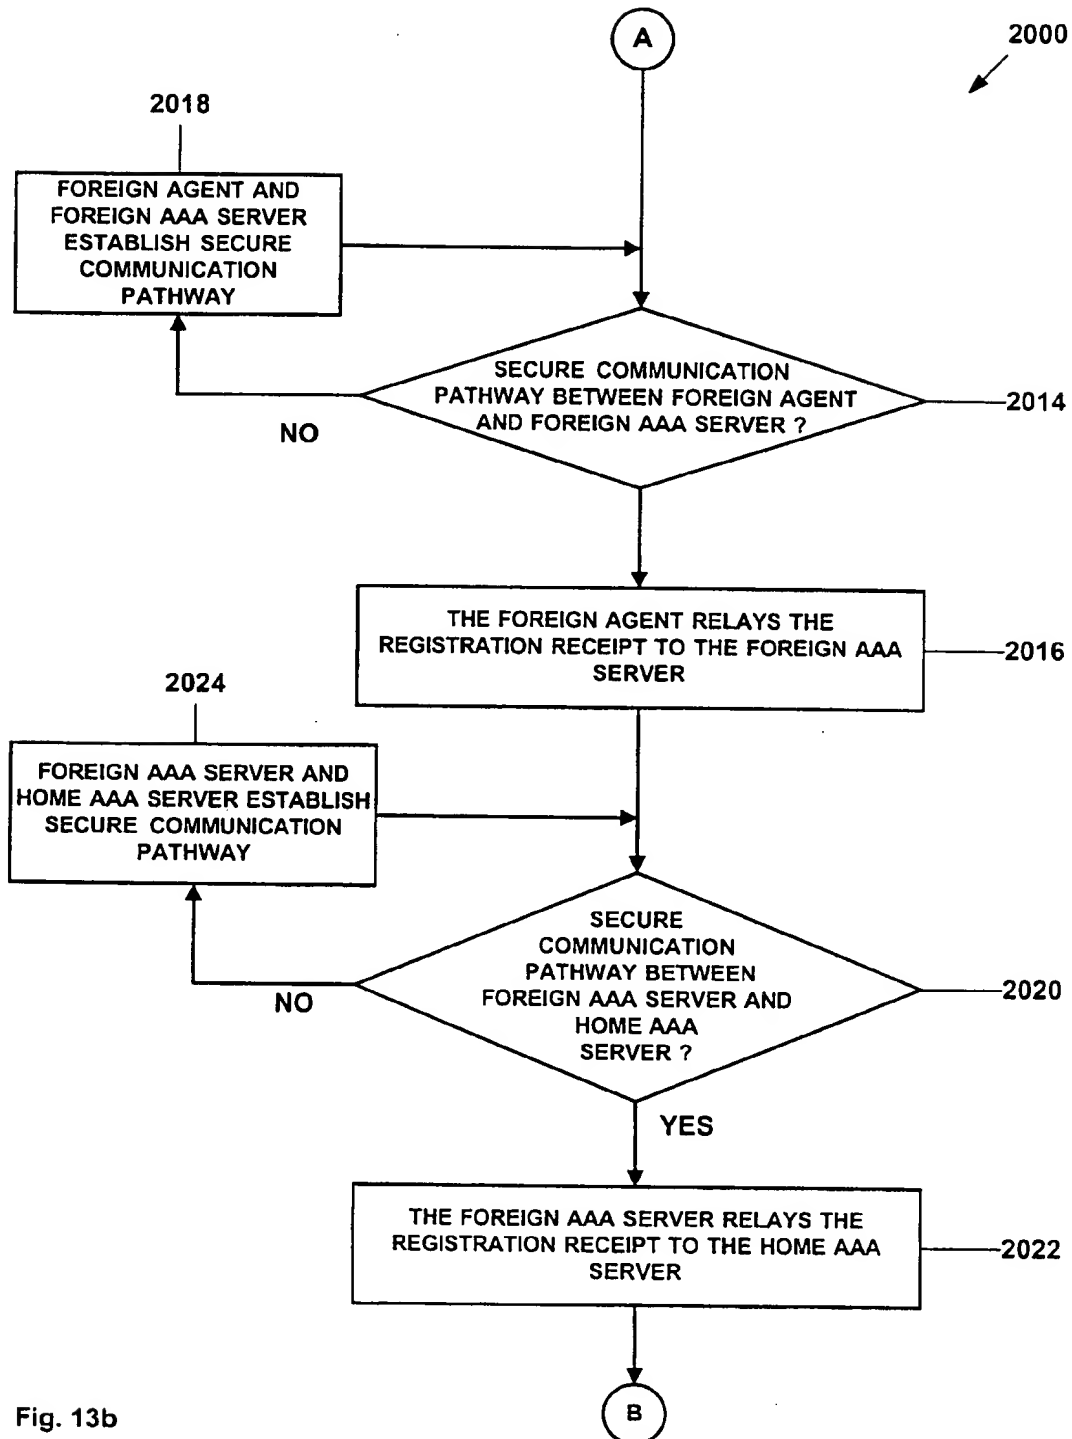 A
2000
2018
FOREIGN AGENT AND
FOREIGN AAA SERVER
ESTABLISH SECURE
COMMUNICATION
PATHWAY
SECURE COMMUNICATION
PATHWAY BETWEEN FOREIGN AGENT
AND FOREIGN AAA SERVER ?
2014
NO
THE FOREIGN AGENT RELAYS THE
REGISTRATION RECEIPT TO THE FOREIGN AAA
SERVER
2016
2024
FOREIGN AAA SERVER AND
HOME AAA SERVER ESTABLISH
SECURE COMMUNICATION
PATHWAY
SECURE
COMMUNICATION
PATHWAY BETWEEN
FOREIGN AAA SERVER AND
HOME AAA
SERVER ?
2020
NO
YES
THE FOREIGN AAA SERVER RELAYS THE
REGISTRATION RECEIPT TO THE HOME AAA
SERVER
2022
B
Fig. 13b